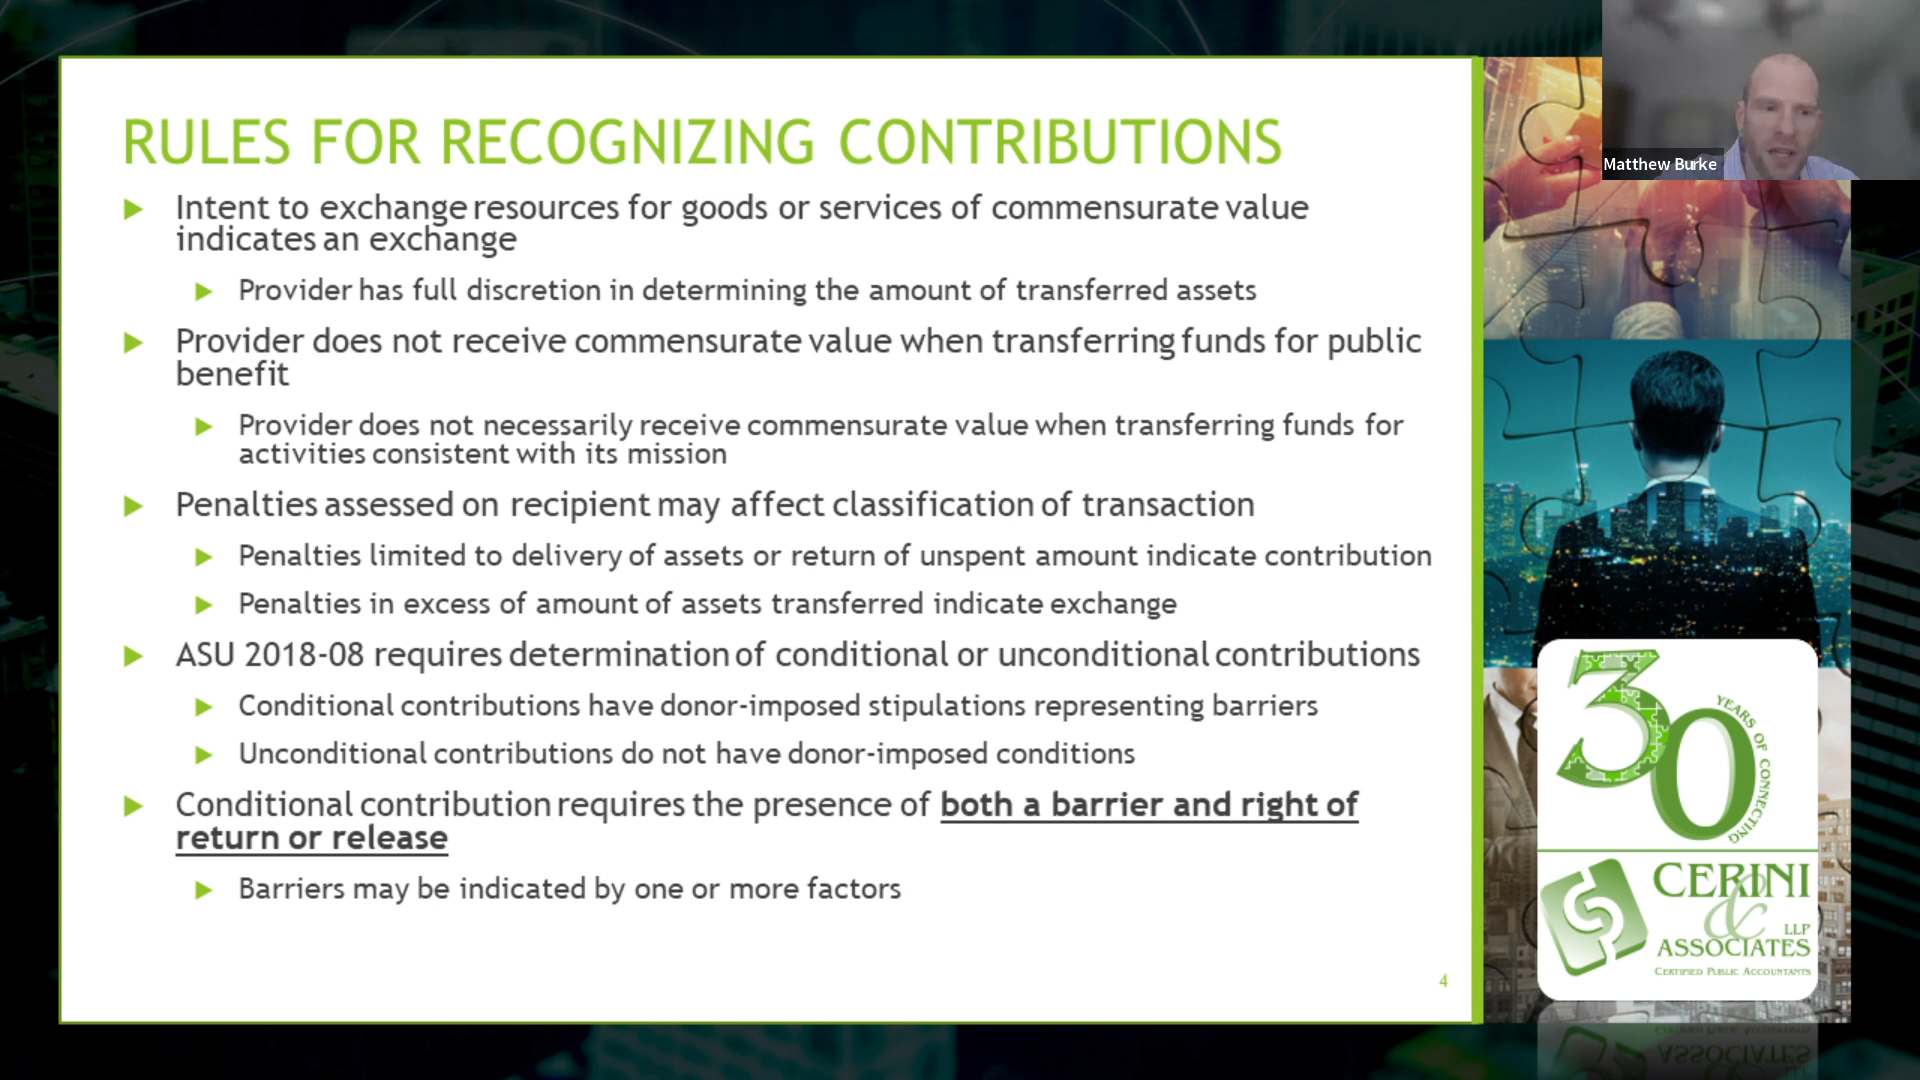 Matthew Burke
RULES FOR RECOGNIZING CONTRIBUTIONS
Intent to exchange resources for goods or services of commensurate value
indicates an exchange
Provider has full discretion in determining the amount of transferred assets
Provider does not receive commensurate value when transferring funds for public
benefit
Provider does not necessarily receive commensurate value when transferring funds for
activities consistent with its mission
Penalties assessed on recipient may affect classification of transaction
Penalties limited to delivery of assets or return of unspent amount indicate contribution
Penalties in excess of amount of assets transferred indicate exchange
ASU 2018-08 requires determination of conditional or unconditional contributions
Conditional contributions have donor-imposed stipulations representing barriers
Unconditional contributions do not have donor-imposed conditions
Conditional contribution requires the presence of both a barrier and right of
return or release
Barriers may be indicated by one or more factors
4
30
YEARS OF CONNECTING
CERINI
&
LLP
ASSOCIATES
CERTIFIED PUBLIC ACCOUNTANTS